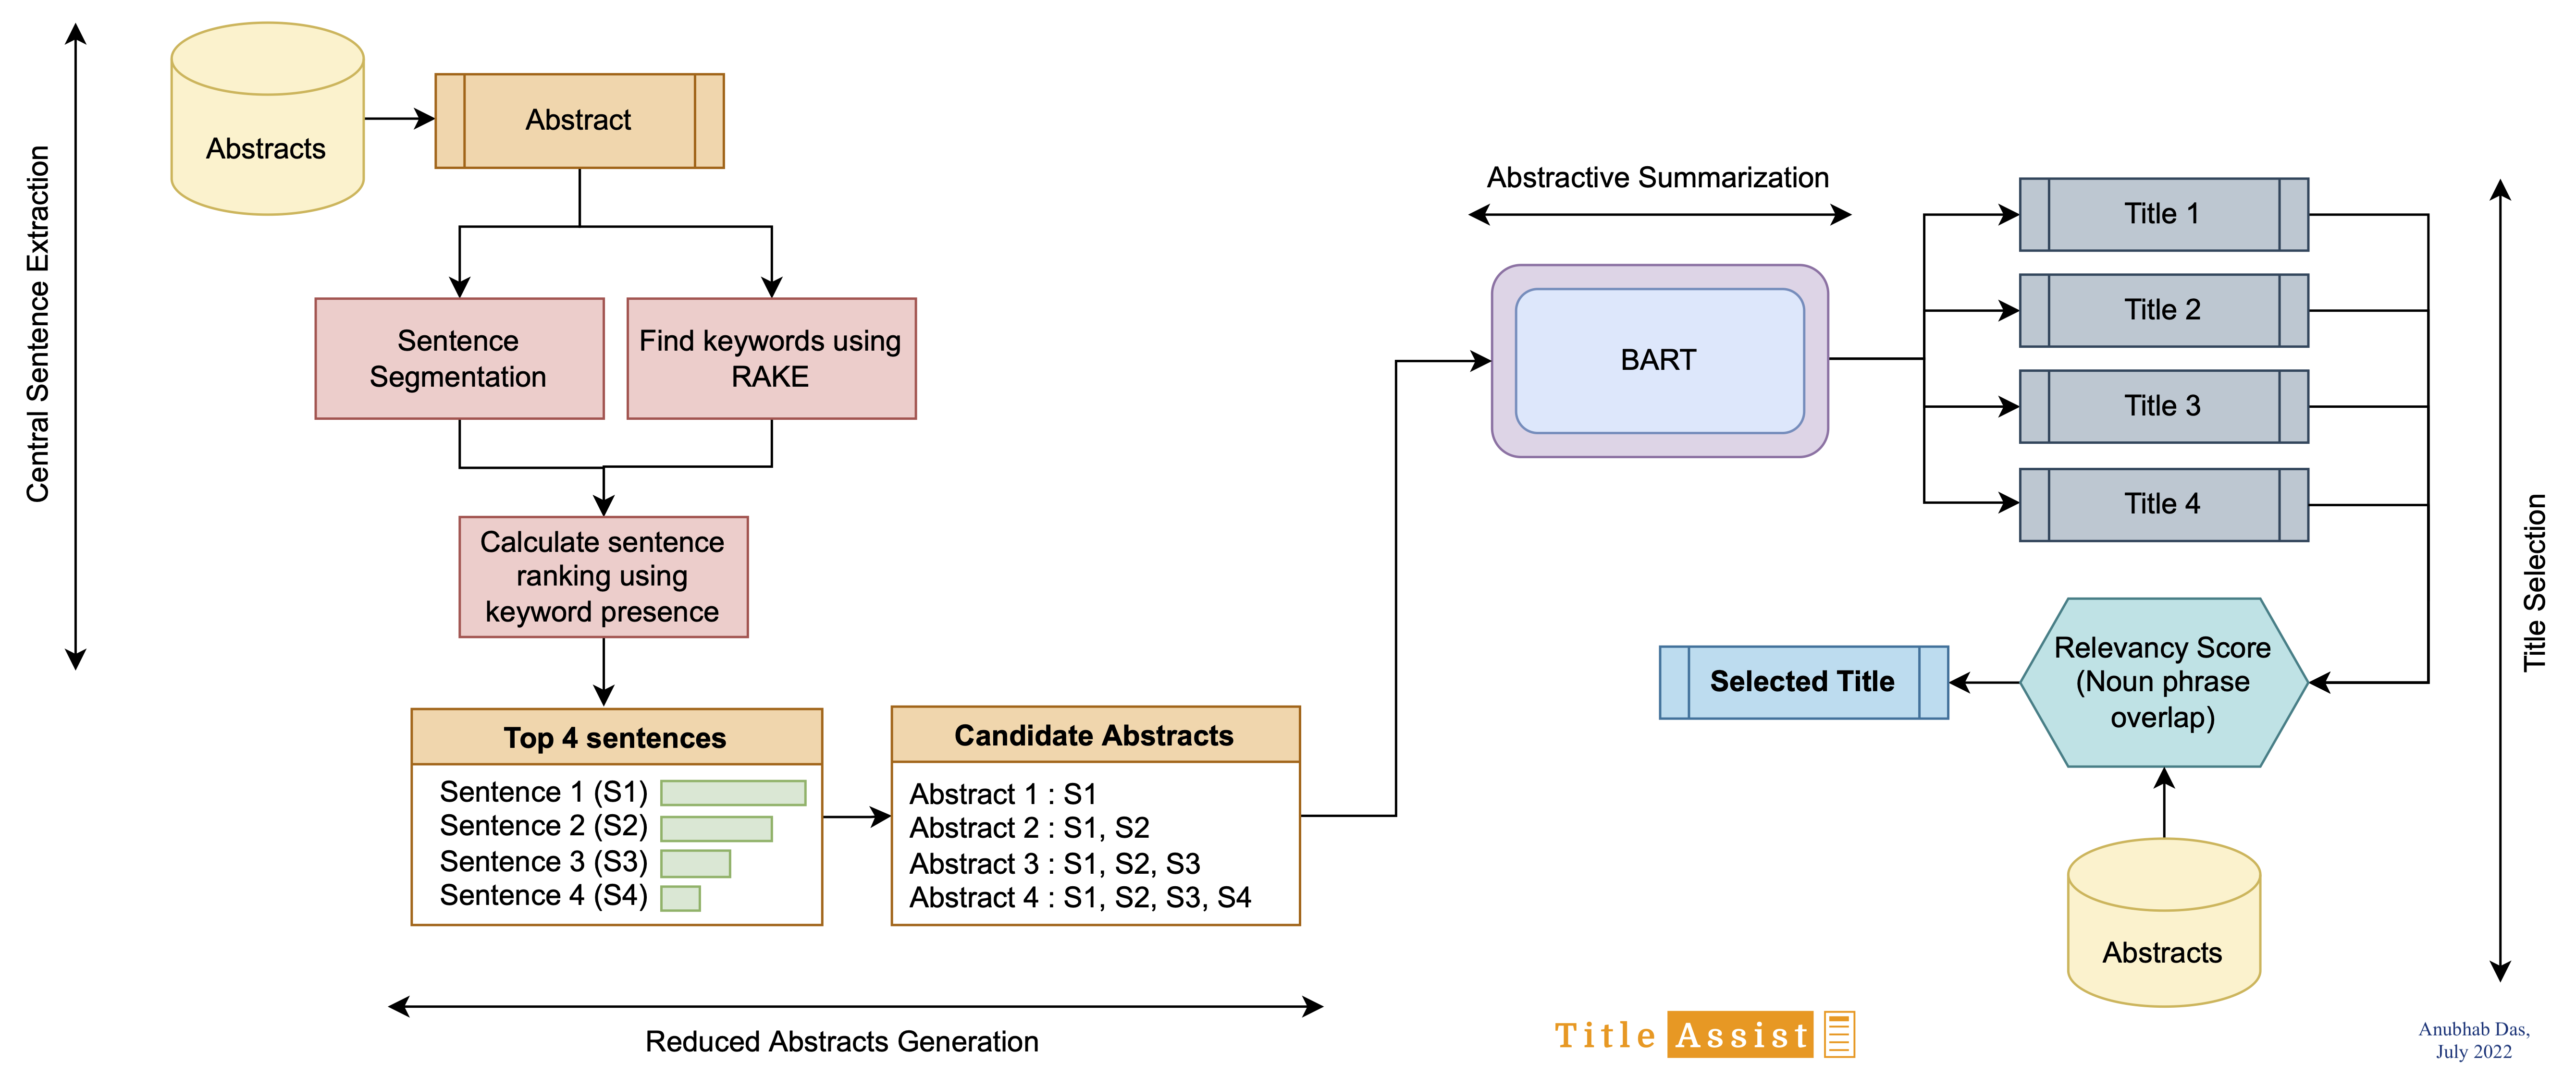 Central Sentence Extraction
Abstracts
Abstract
Sentence
Segmentation
Find keywords using
RAKE
Calculate sentence
ranking using
keyword presence
Top 4 sentences
Sentence 1 (S1)
Sentence 2 (S2)
Sentence 3 (S3)
Sentence 4 (S4)
Candidate Abstracts
Abstract 1 : S1
Abstract 2 : S1, S2
Abstract 3 : S1, S2, S3
Abstract 4 : S1, S2, S3, S4
Reduced Abstracts Generation
Abstractive Summarization
BART
Title 1
Title 2
Title 3
Title 4
Relevancy Score
(Noun phrase
overlap)
Selected Title
Abstracts
Title Selection
Title Assist
Anubhab Das,
July 2022